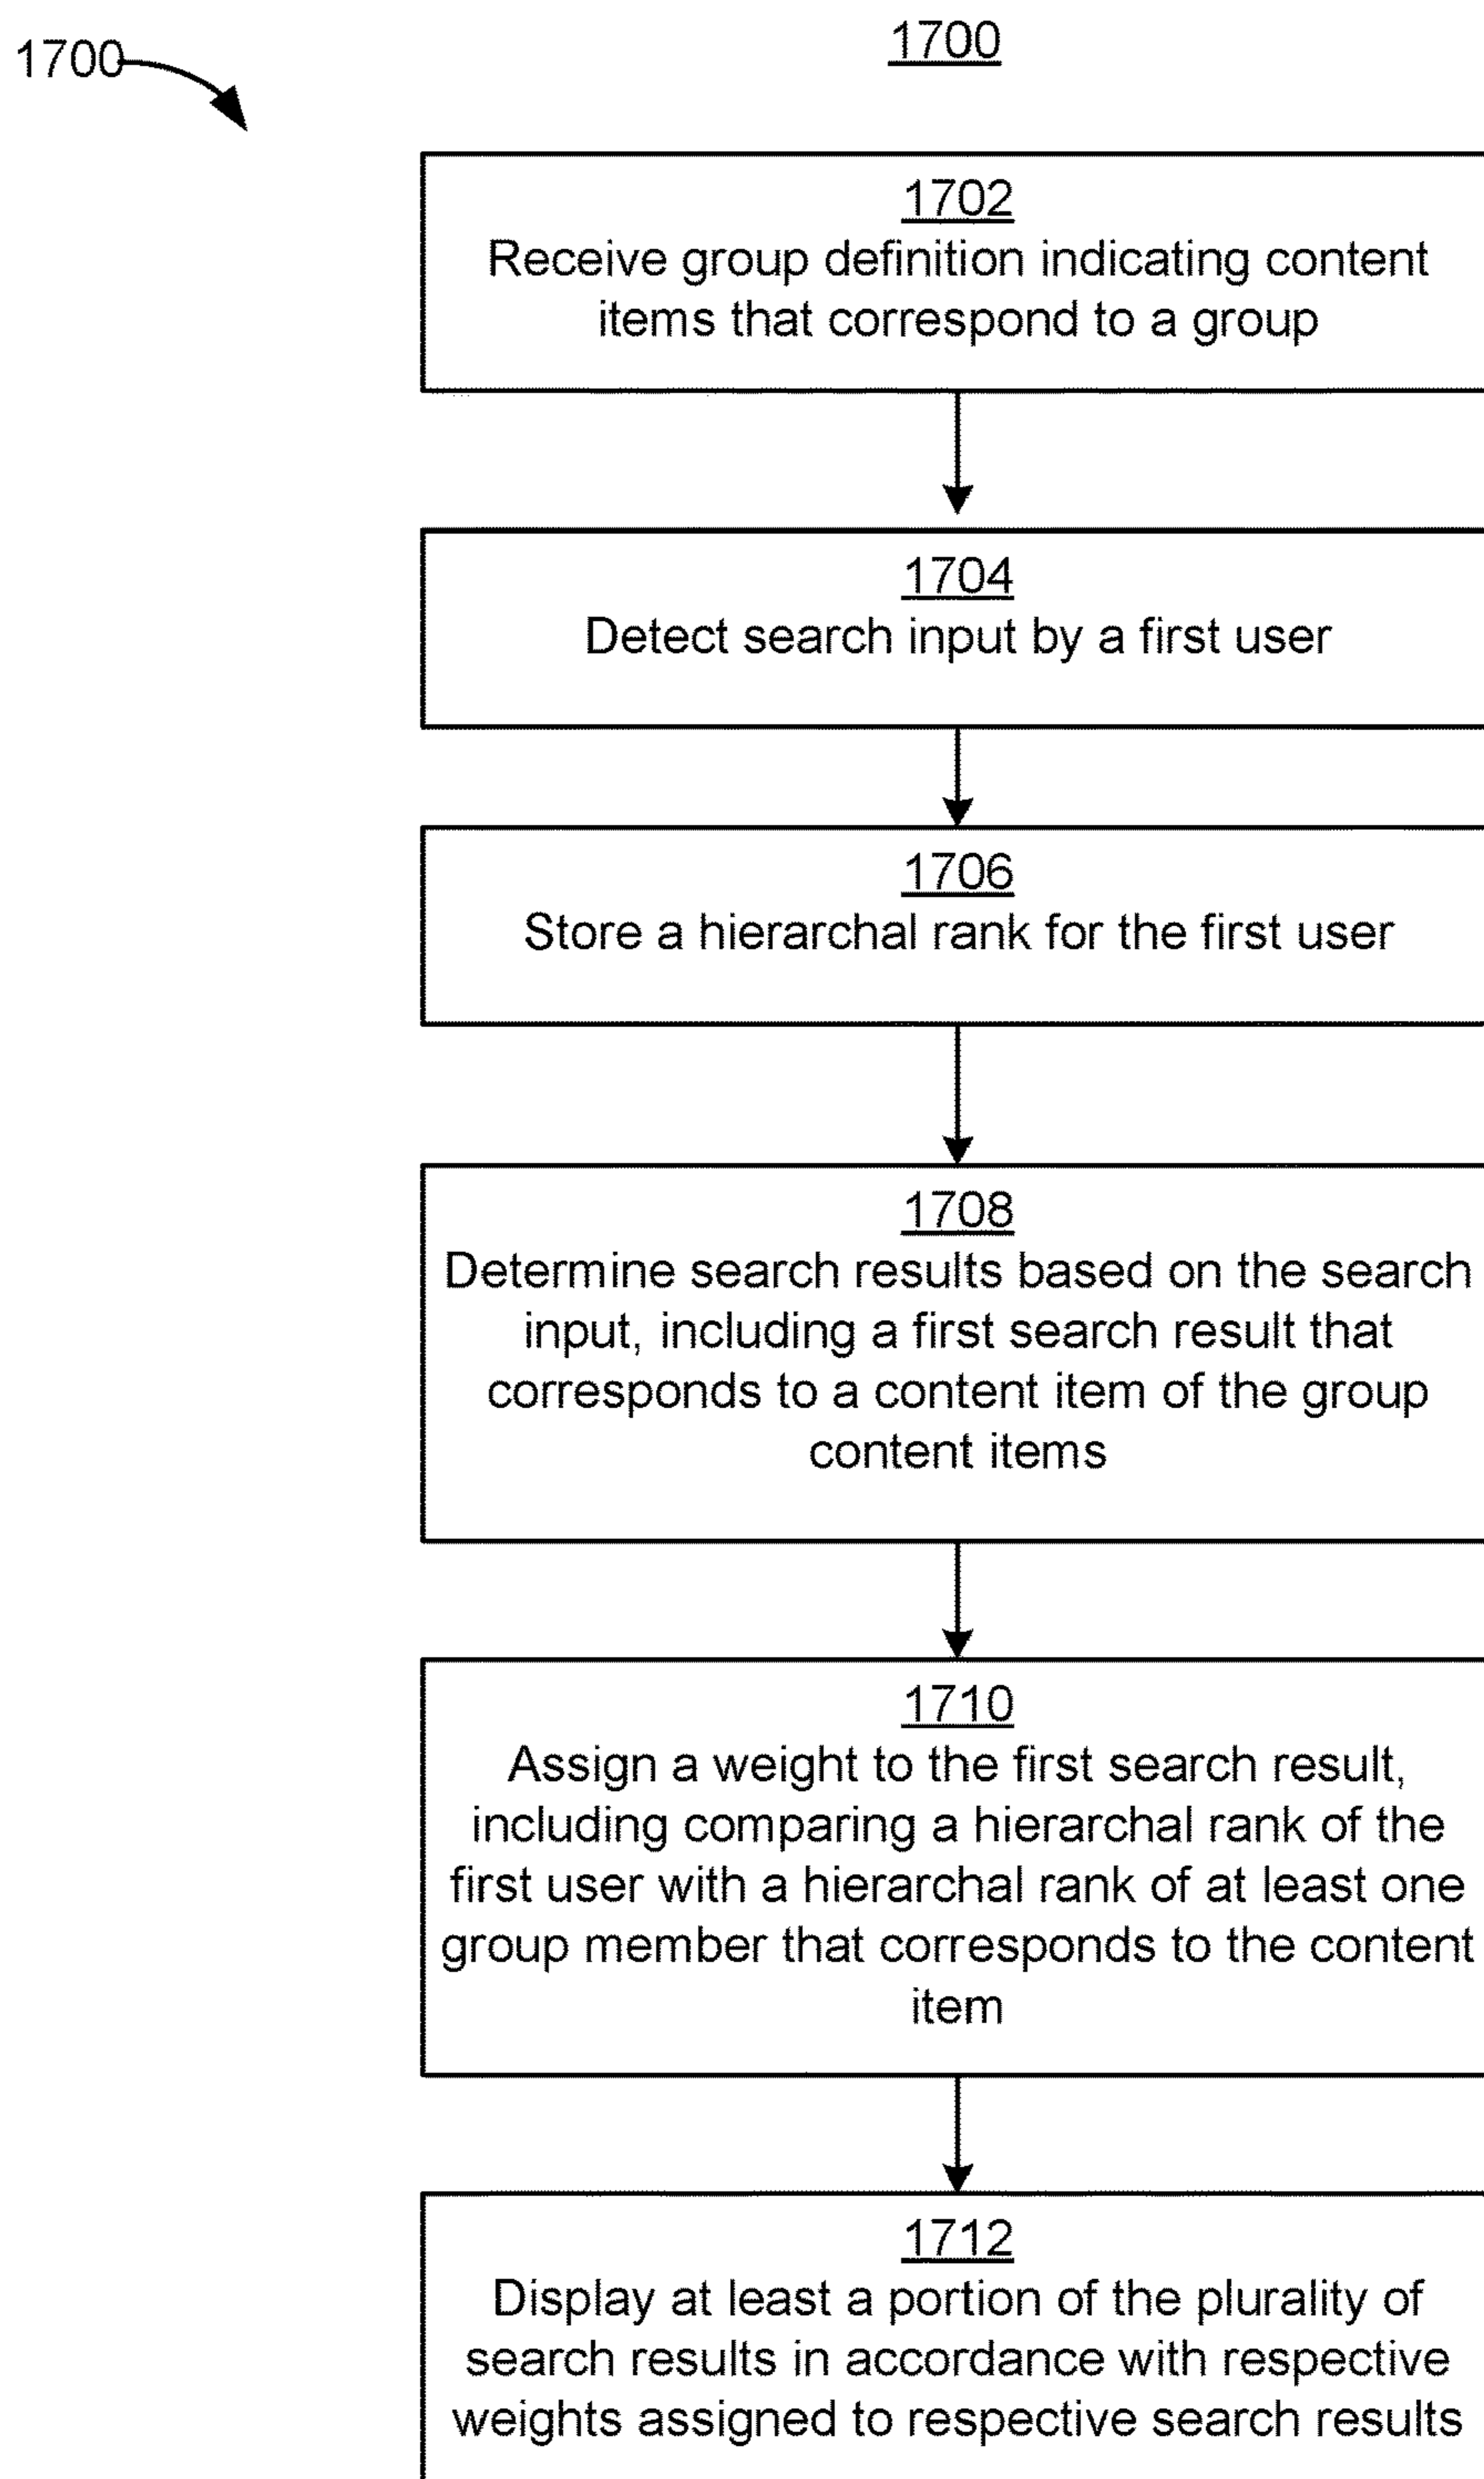 1700
1700
1702
Receive group definition indicating content
items that correspond to a group
1704
Detect search input by a first user
1706
Store a hierarchal rank for the first user
1708
Determine search results based on the search
input, including a first search result that
corresponds to a content item of the group
content items
1710
Assign a weight to the first search result,
including comparing a hierarchal rank of the
first user with a hierarchal rank of at least one
group member that corresponds to the content
item
1712
Display at least a portion of the plurality of
search results in accordance with respective
weights assigned to respective search results